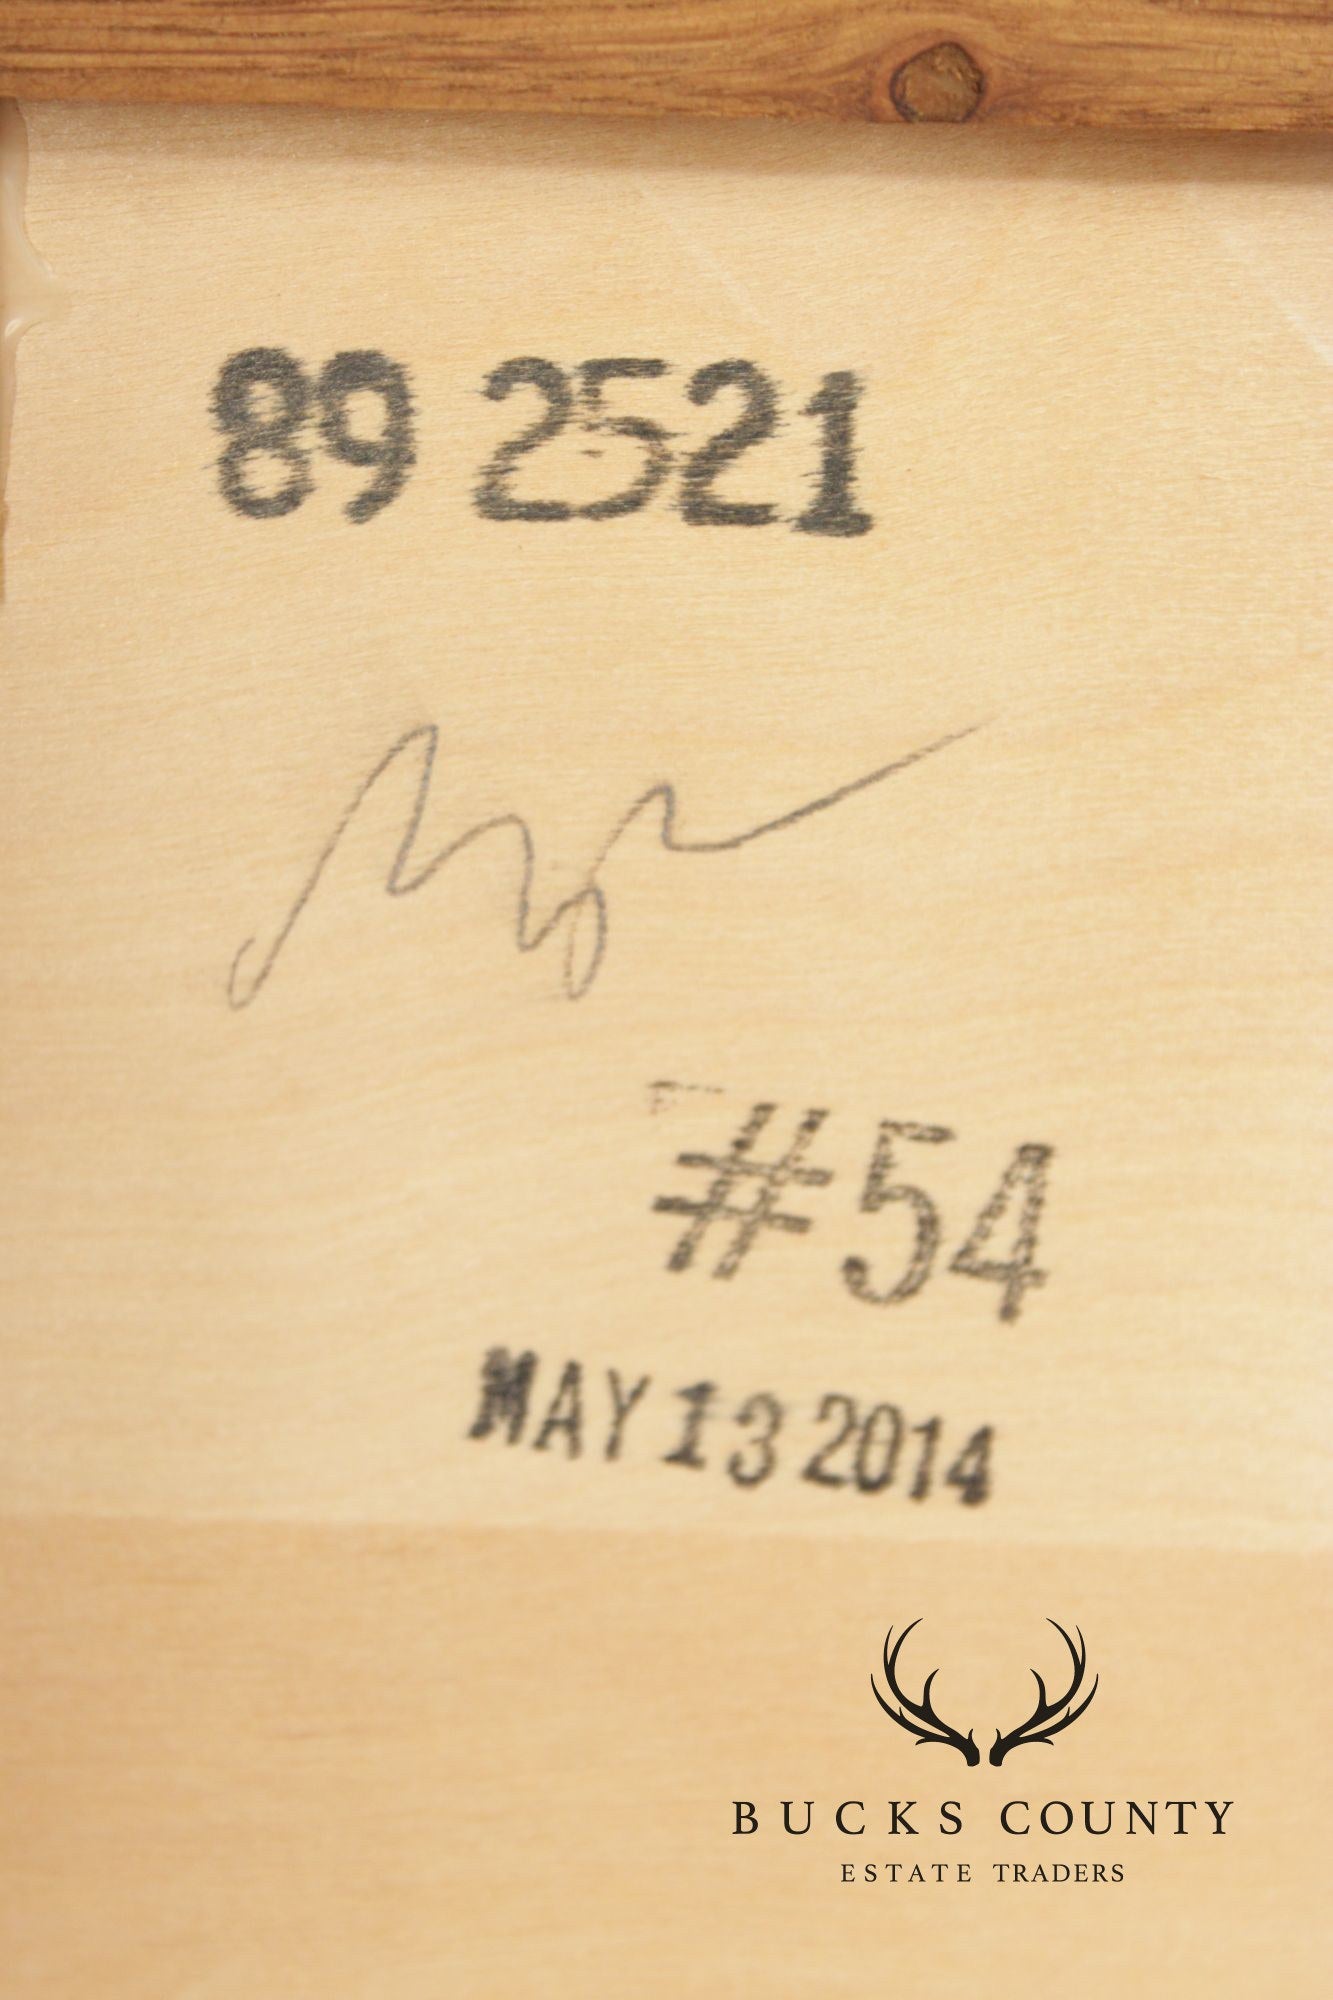 89 2521
#54
MAY 13 2014
BUCKS COUNTY
ESTATE TRADERS